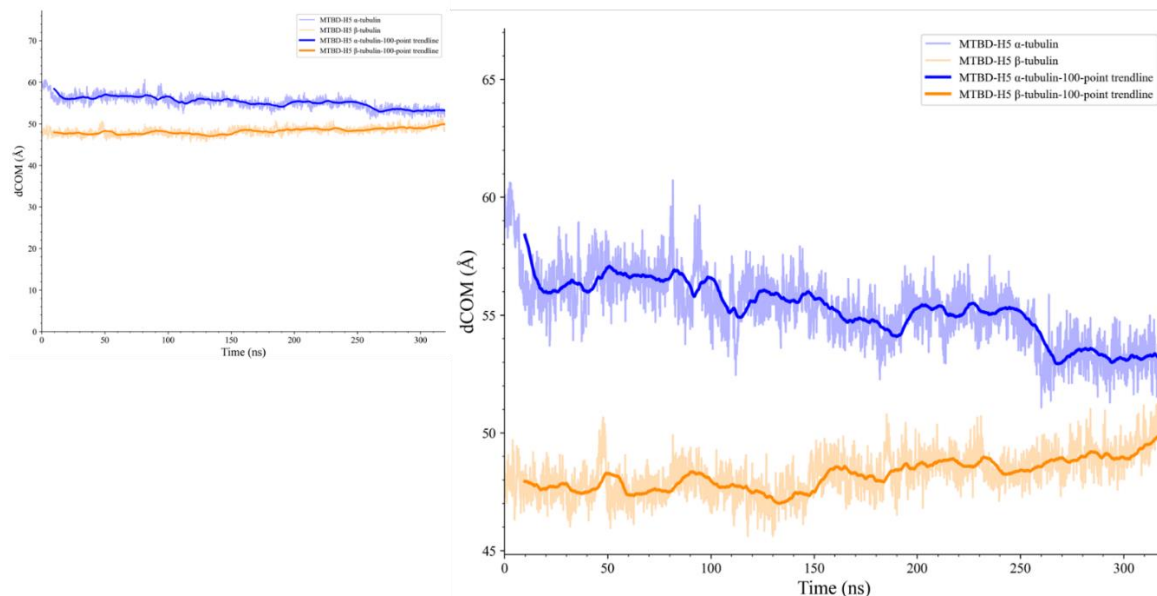 MTBD-H5 α-tubulin
MTBD-H5 β-tubulin
MTBD-H5 α-tubulin-100-point trendline
MTBD-H5 β-tubulin-100-point trendline
70
60
50
40
30
20
10
0
dCOM (Å)
0 50 100 150 200 250 300
Time (ns)
MTBD-H5 α-tubulin
MTBD-H5 β-tubulin
MTBD-H5 α-tubulin-100-point trendline
MTBD-H5 β-tubulin-100-point trendline
65
60
55
50
45
dCOM (Å)
0 50 100 150 200 250 300
Time (ns)